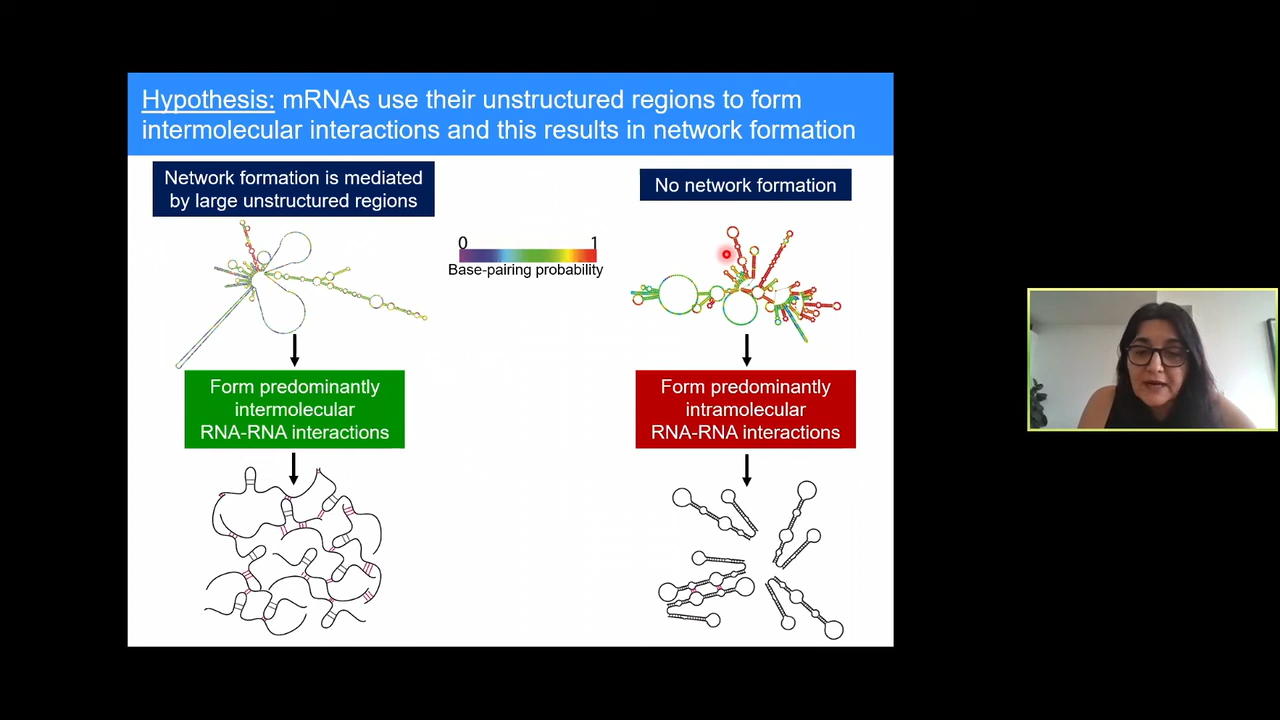 Hypothesis: mRNAs use their unstructured regions to form
intermolecular interactions and this results in network formation
Network formation is mediated
by large unstructured regions
No network formation
0 1
Base-pairing probability
Form predominantly
intermolecular
RNA-RNA interactions
Form predominantly
intramolecular
RNA-RNA interactions